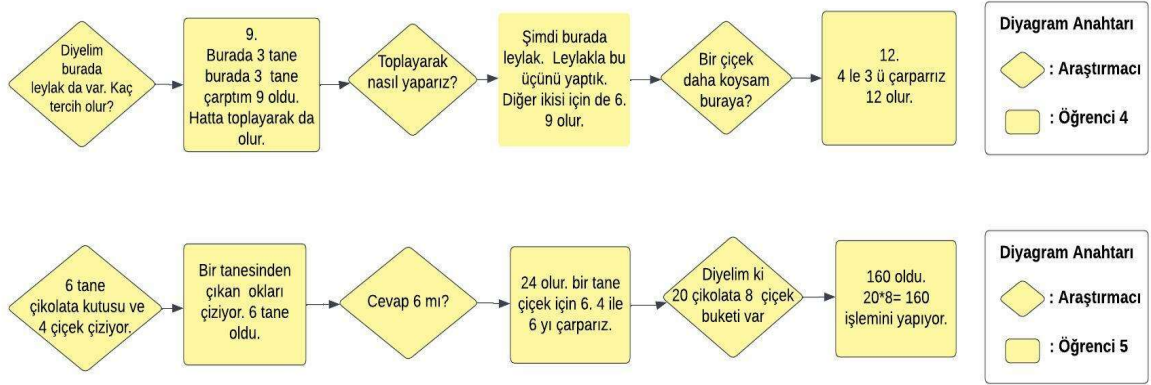 Diyelim
burada
leylak da var. Kaç
tercih olur?
9.
Burada 3 tane
burada 3 tane
çarptım 9 oldu.
Hatta toplayarak da
olur.
Toplayarak
nasıl yaparız?
Şimdi burada
leylak. Leylakla bu
üçünü yaptık.
Diğer ikisi için de 6.
9 olur.
Bir çiçek
daha koysam
buraya?
12.
4 le 3 ü çarparrız
12 olur.
Diyagram Anahtarı
: Araştırmacı
: Öğrenci 4
6 tane
çikolata kutusu ve
4 çiçek çiziyor.
Bir tanesinden
çıkan okları
çiziyor. 6 tane
oldu.
Cevap 6 mı?
24 olur. bir tane
çiçek için 6. 4 ile
6 yı çarparız.
Diyelim ki
20 çikolata 8 çiçek
buketi var
160 oldu.
20*8= 160
işlemini yapıyor.
Diyagram Anahtarı
: Araştırmacı
: Öğrenci 5